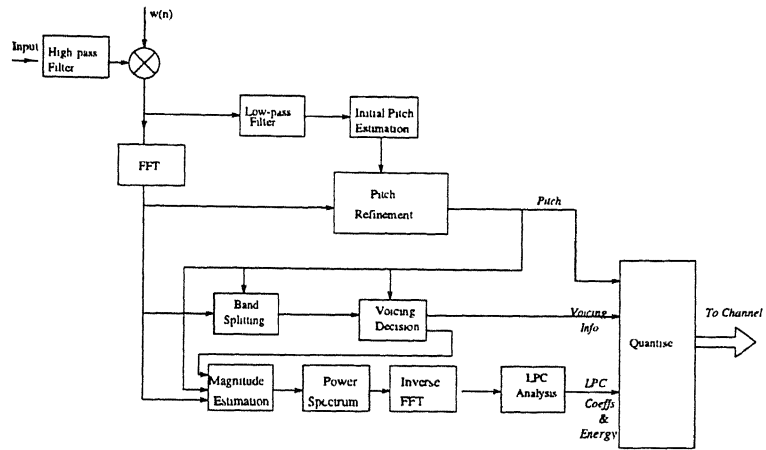 w(n)
Input
High pass
Filter
Low-pass
Filter
Initial Pitch
Estimation
FFT
Pitch
Refinement
Pitch
Band
Splitting
Voicing
Decision
Voicing
Info
To Channel
Quantise
Magnitude
Estimation
Power
Spectrum
Inverse
FFT
LPC
Analysis
LPC
Coeffs
&
Energy